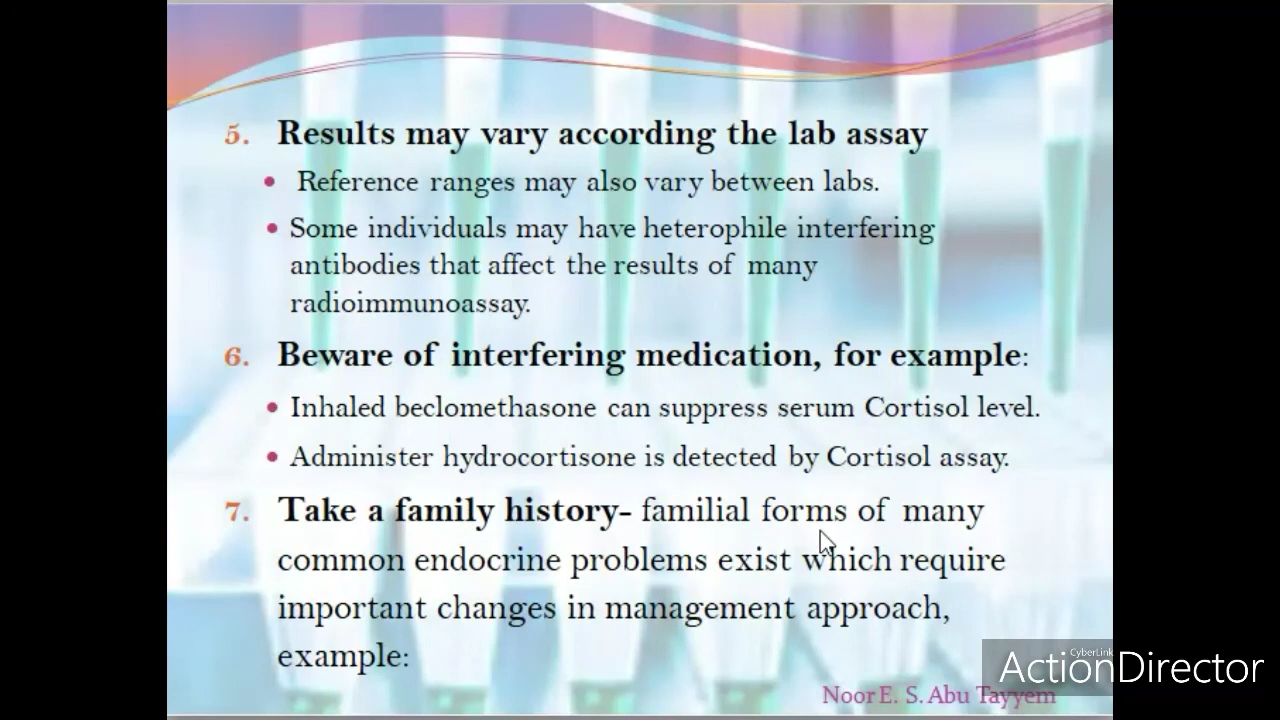 5. Results may vary according the lab assay
• Reference ranges may also vary between labs.
• Some individuals may have heterophile interfering
antibodies that affect the results of many
radioimmunoassay.
6. Beware of interfering medication, for example:
• Inhaled beclomethasone can suppress serum Cortisol level.
• Administer hydrocortisone is detected by Cortisol assay.
7. Take a family history- familial forms of many
common endocrine problems exist which require
important changes in management approach,
example:
CyberLink
ActionDirector
Noor E. S. Abu Tayyem